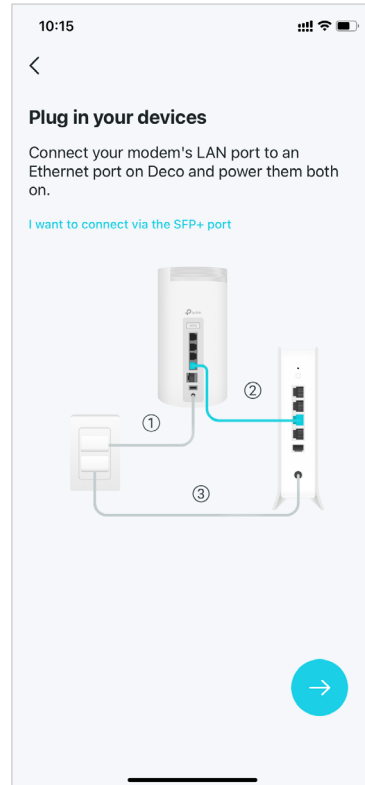 10:15
Plug in your devices
Connect your modem's LAN port to an
Ethernet port on Deco and power them both
on.
I want to connect via the SFP+ port
①
②
③